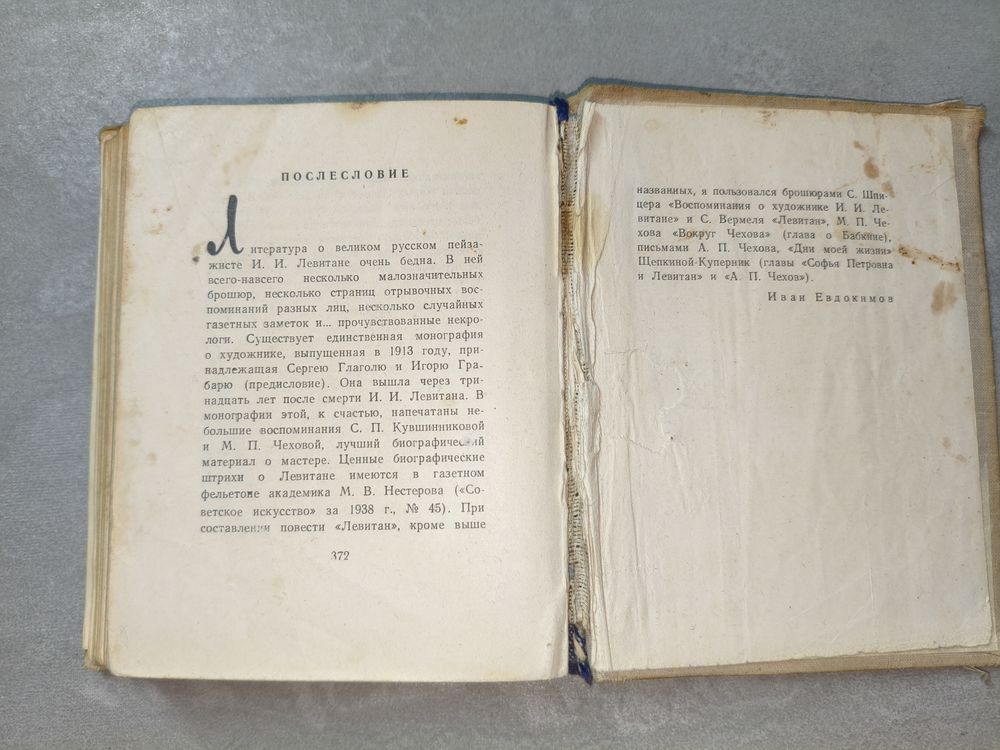 ПОСЛЕСЛОВИЕ
Литература о великом русском пейза-
жисте И. И. Левитане очень бедна. В ней
всего-навсего несколько малозначительных
брошюр, несколько страниц отрывочных вос-
поминаний разных лиц, несколько случайных
газетных заметок и... прочувствованные некро-
логи. Существует единственная монография
о художнике, выпущенная в 1913 году, при-
надлежащая Сергею Глаголю и Игорю Гра-
барю (предисловие). Она вышла через три-
надцать лет после смерти И. И. Левитана. В
монографии этой, к счастью, напечатаны не-
большие воспоминания С. П. Кувшинниковой
и М. П. Чеховой, лучший биографический
материал о мастере. Ценные биографические
штрихи о Левитане имеются в газетном
фельетоне академика М. В. Нестерова («Со-
ветское искусство» за 1938 г., № 45). При
составлении повести «Левитан», кроме выше
372
названных, я пользовался брошюрами С. Шпи-
цера «Воспоминания о художнике И. И. Ле-
витане» и С. Вермеля «Левитан», М. П. Че-
хова «Вокруг Чехова» (глава о Бабкине),
письмами А. П. Чехова, «Дни моей жизни»
Щепкиной-Куперник (главы «Софья Петровна
и Левитан» и «А. П. Чехов»).
Иван Евдокимов